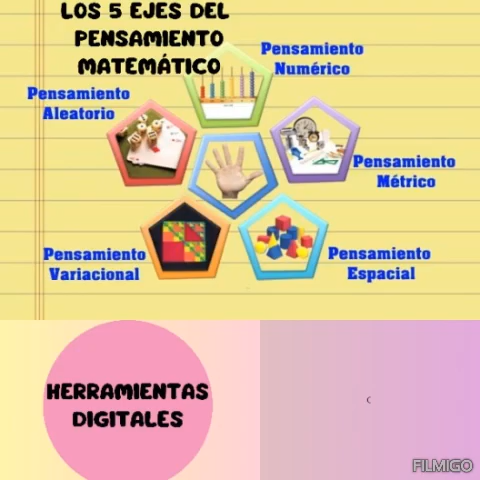 LOS 5 EJES DEL
PENSAMIENTO
MATEMÁTICO
Pensamiento
Numérico
Pensamiento
Aleatorio
Pensamiento
Métrico
Pensamiento
Variacional
Pensamiento
Espacial
HERRAMIENTAS
DIGITALES
FILMIGO